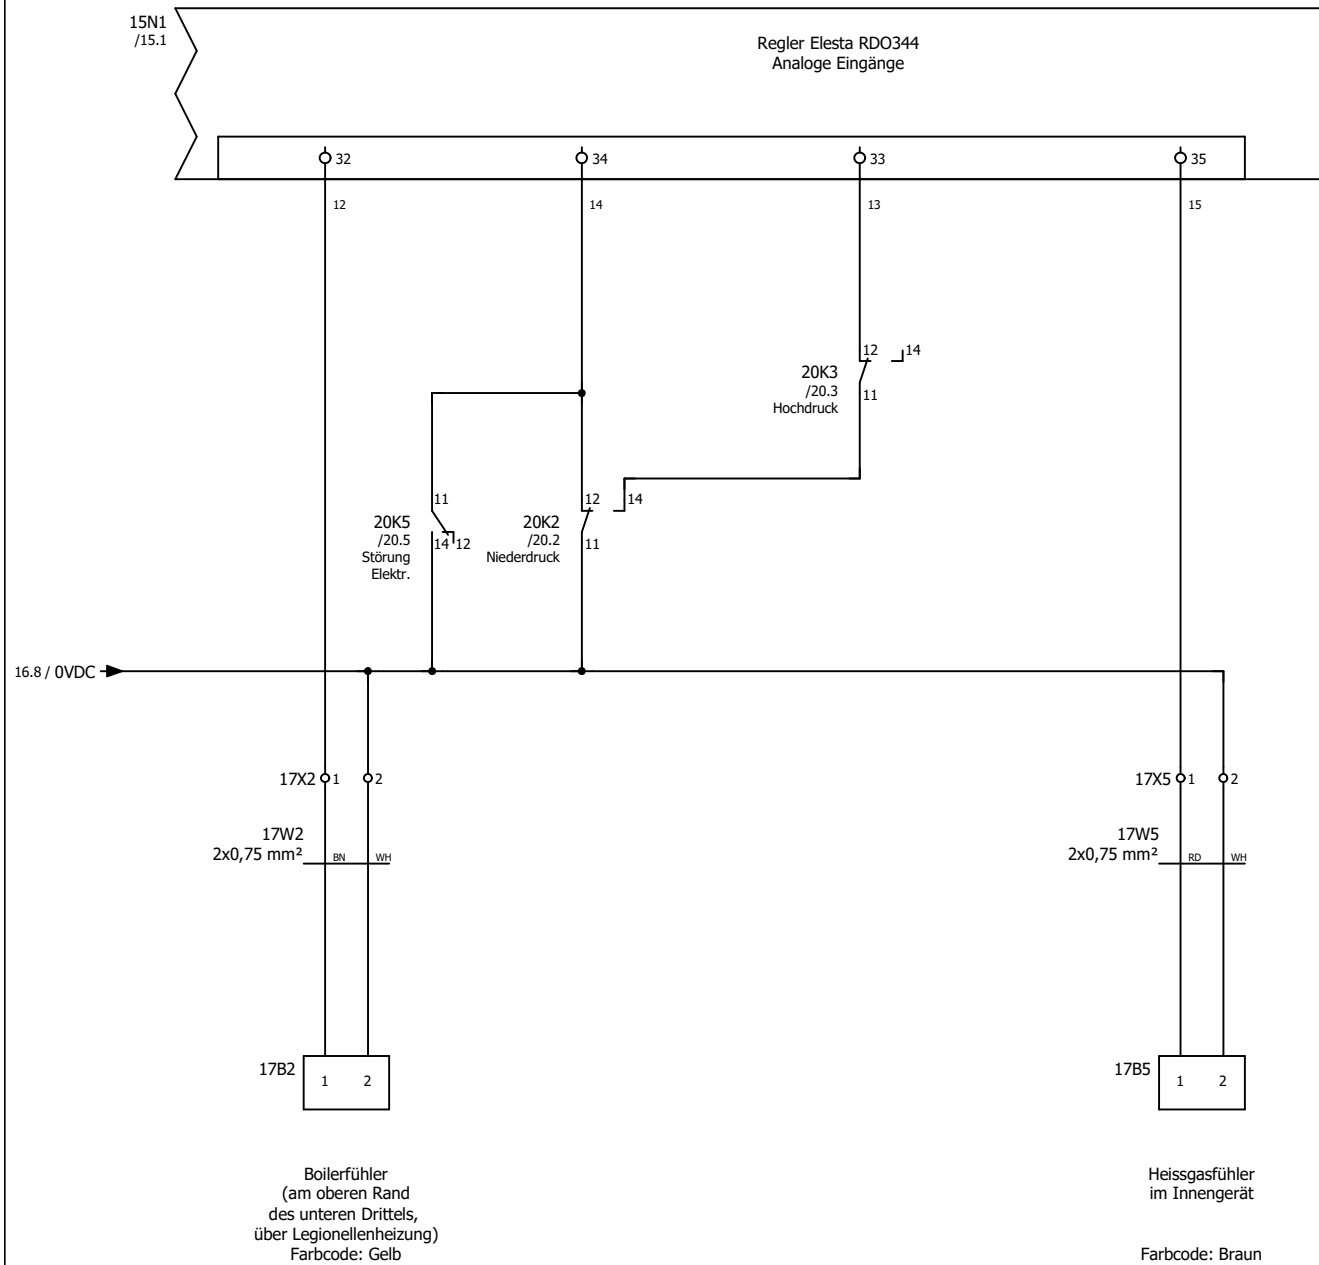 15N1
/15.1
Regler Elesta RDO344
Analoge Eingänge
32
34
33
35
12
14
13
15
12
14
20K3
/20.3
Hochdruck
11
11
20K5
/20.5
Störung
Elektr.
14
12
12
14
20K2
/20.2
Niederdruck
11
16.8 / 0VDC
17X2
1
2
17X5
1
2
17W2
2x0,75 mm²
BN
WH
17W5
2x0,75 mm²
RD
WH
17B2
1
2
17B5
1
2
Boilerfühler
(am oberen Rand
des unteren Drittels,
über Legionellenheizung)
Farbcode: Gelb
Heissgasfühler
im Innengerät
Farbcode: Braun